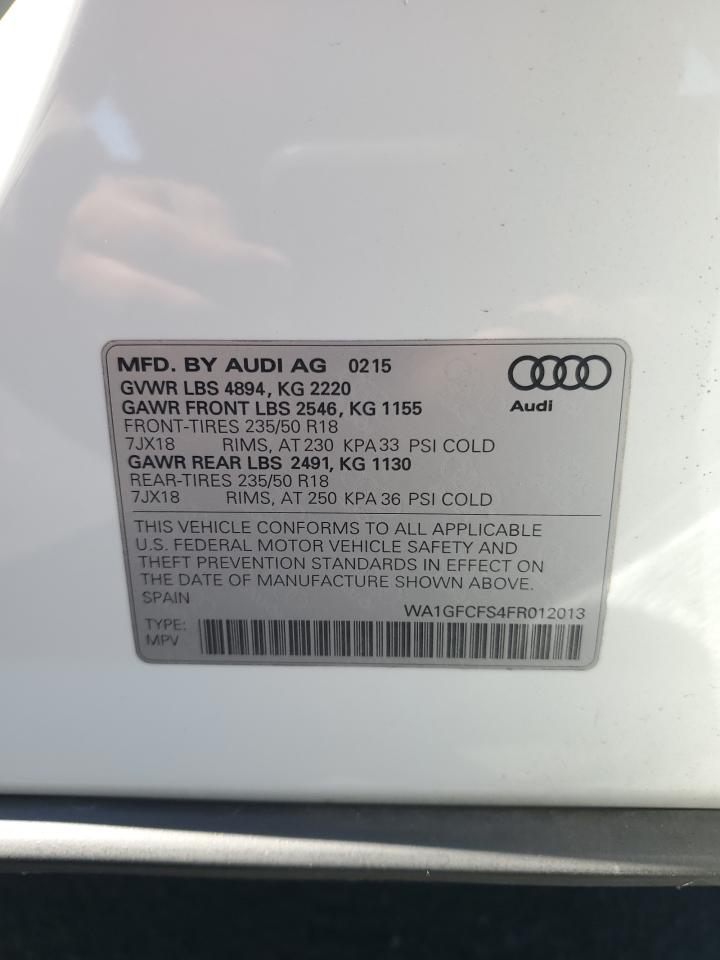 MFD. BY AUDI AG 0215
GVWR LBS 4894, KG 2220
GAWR FRONT LBS 2546, KG 1155
FRONT-TIRES 235/50 R18
7JX18 RIMS, AT 230 KPA 33 PSI COLD
GAWR REAR LBS 2491, KG 1130
REAR-TIRES 235/50 R18
7JX18 RIMS, AT 250 KPA 36 PSI COLD
Audi
THIS VEHICLE CONFORMS TO ALL APPLICABLE
U.S. FEDERAL MOTOR VEHICLE SAFETY AND
THEFT PREVENTION STANDARDS IN EFFECT ON
THE DATE OF MANUFACTURE SHOWN ABOVE.
SPAIN
WA1GFCFS4FR012013
TYPE:
MPV